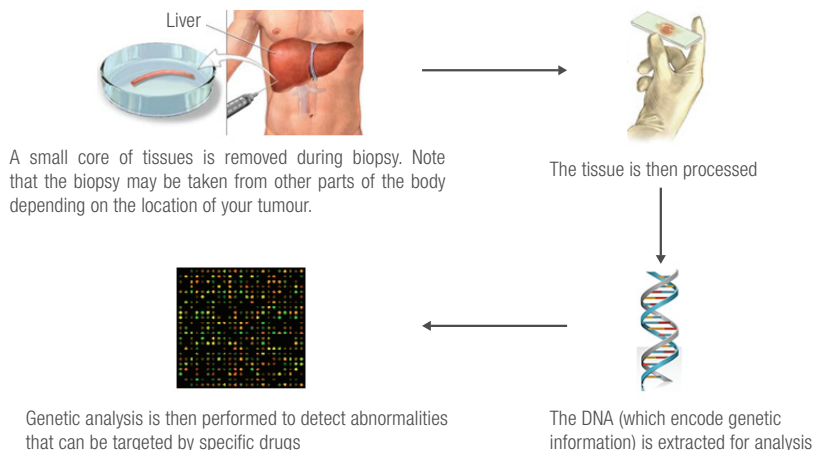 Liver
A small core of tissues is removed during biopsy. Note
that the biopsy may be taken from other parts of the body
depending on the location of your tumour.
The tissue is then processed
The DNA (which encode genetic
information) is extracted for analysis
Genetic analysis is then performed to detect abnormalities
that can be targeted by specific drugs